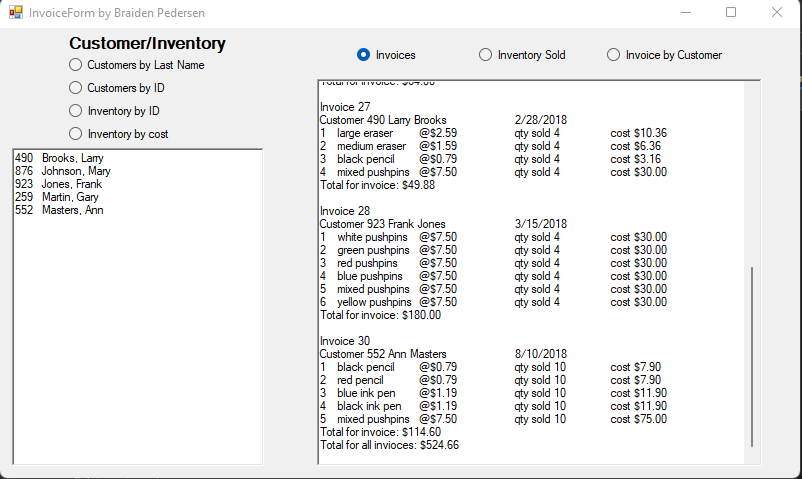 InvoiceForm by Braiden Pedersen
Customer/Inventory
Customers by Last Name
Customers by ID
Inventory by ID
Inventory by cost
490 Brooks, Larry
876 Johnson, Mary
923 Jones, Frank
259 Martin, Gary
552 Masters, Ann
Invoices Inventory Sold Invoice by Customer
Total for invoice:
Invoice 27
Customer 490 Larry Brooks 2/28/2018
1 large eraser @$2.59 qty sold 4 cost $10.36
2 medium eraser @$1.59 qty sold 4 cost $6.36
3 black pencil @$0.79 qty sold 4 cost $3.16
4 mixed pushpins @$7.50 qty sold 4 cost $30.00
Total for invoice: $49.88
Invoice 28
Customer 923 Frank Jones 3/15/2018
1 white pushpins @$7.50 qty sold 4 cost $30.00
2 green pushpins @$7.50 qty sold 4 cost $30.00
3 red pushpins @$7.50 qty sold 4 cost $30.00
4 blue pushpins @$7.50 qty sold 4 cost $30.00
5 mixed pushpins @$7.50 qty sold 4 cost $30.00
6 yellow pushpins @$7.50 qty sold 4 cost $30.00
Total for invoice: $180.00
Invoice 30
Customer 552 Ann Masters 8/10/2018
1 black pencil @$0.79 qty sold 10 cost $7.90
2 red pencil @$0.79 qty sold 10 cost $7.90
3 blue ink pen @$1.19 qty sold 10 cost $11.90
4 black ink pen @$1.19 qty sold 10 cost $11.90
5 mixed pushpins @$7.50 qty sold 10 cost $75.00
Total for invoice: $114.60
Total for all invioces: $524.66